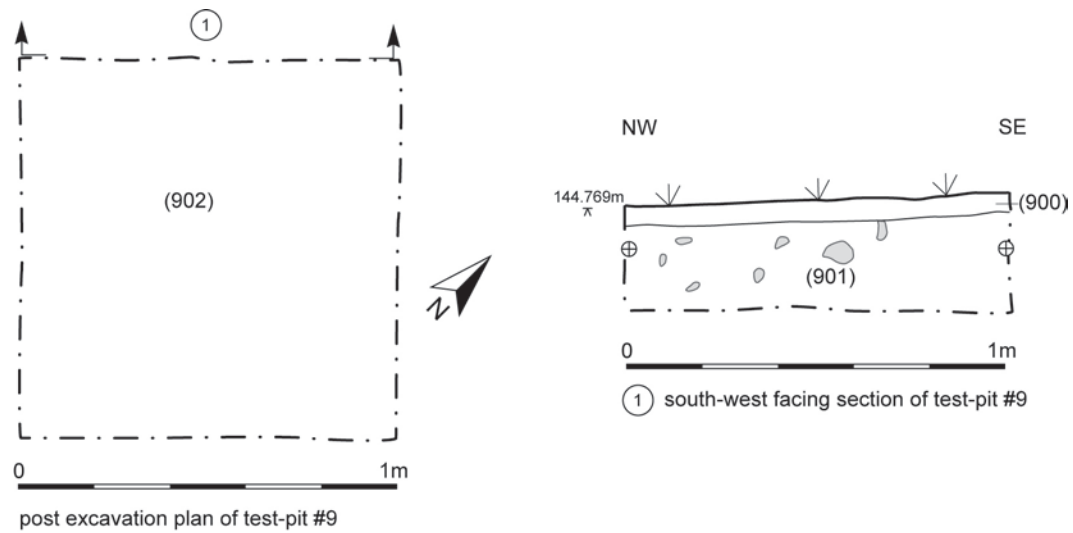 1
(902)
N
0 1m
post excavation plan of test-pit #9
NW SE
144.769m
(900)
(901)
0 1m
1 south-west facing section of test-pit #9